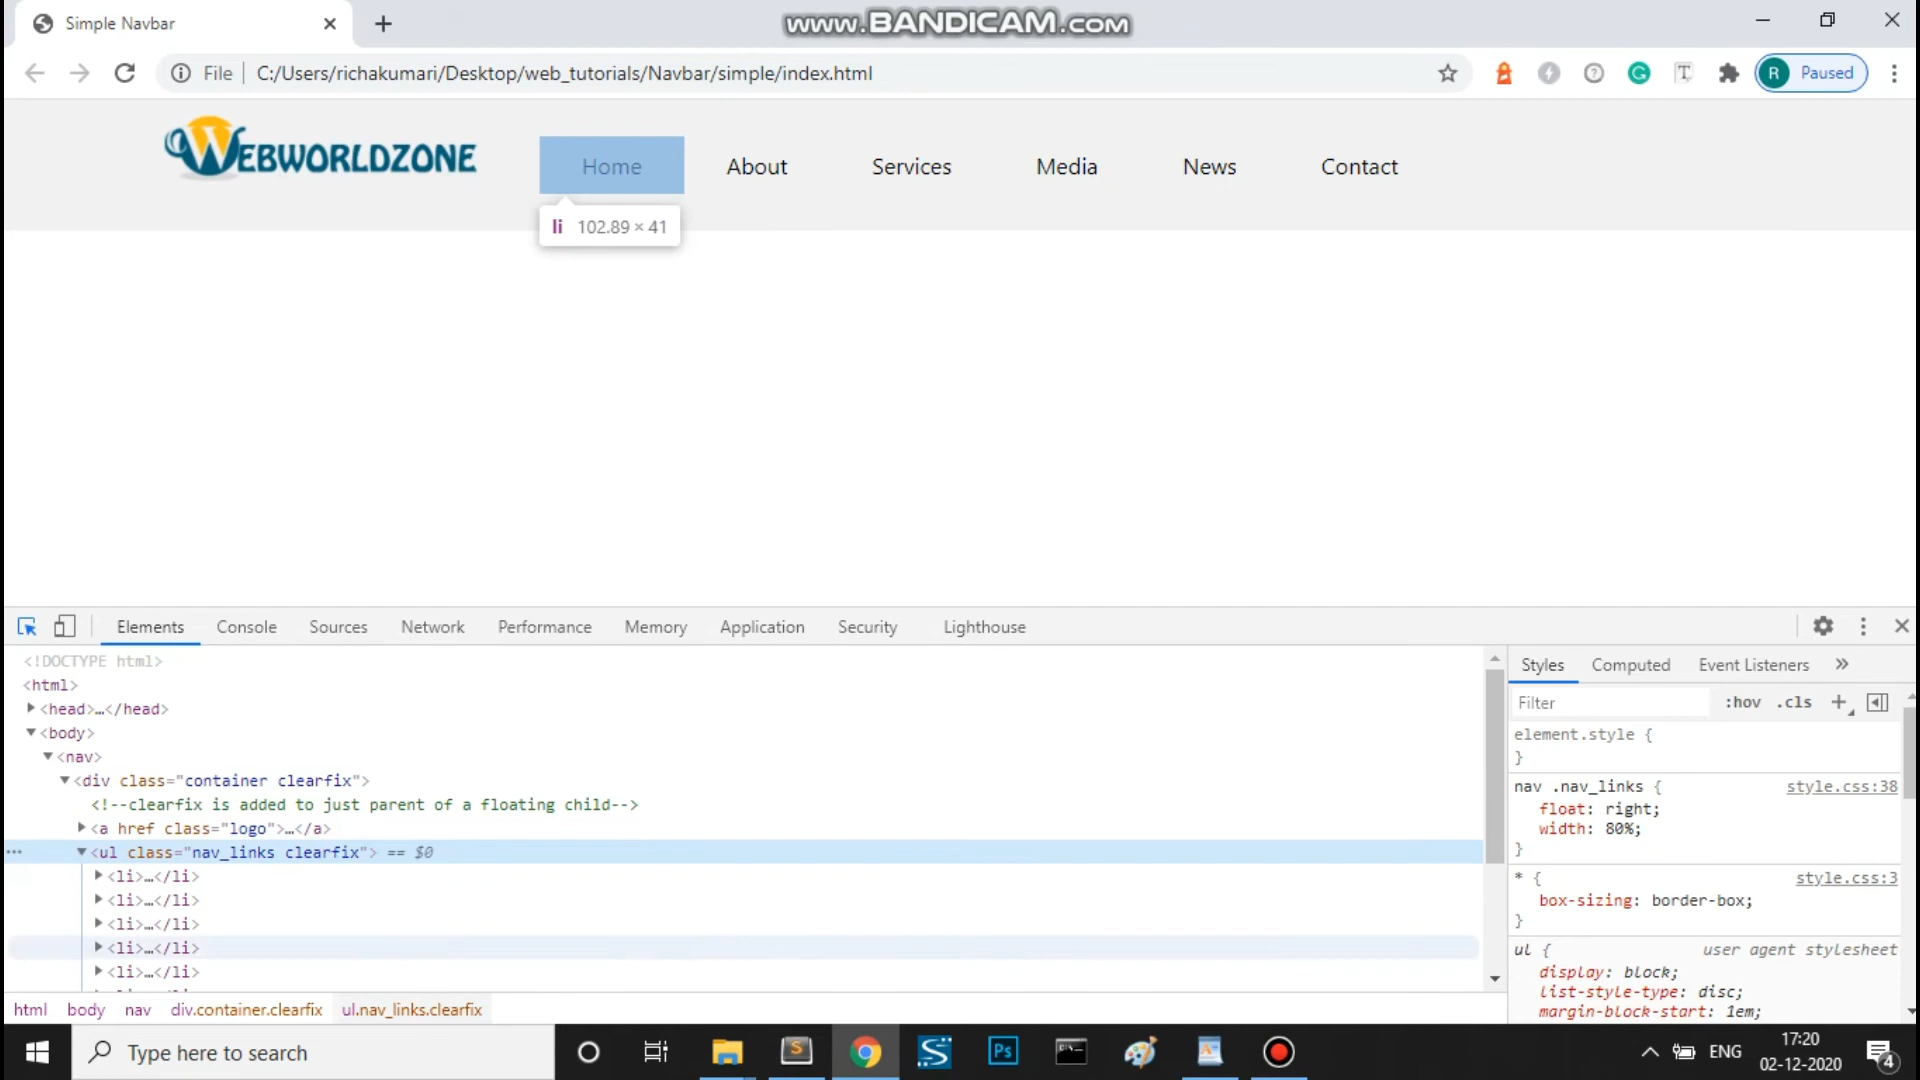 Simple Navbar
www.BANDICAM.com
File
C:/Users/richakumari/Desktop/web_tutorials/Navbar/simple/index.html
R Paused
WEBWORLDZONE
Home
About
Services
Media
News
Contact
li 102.89 × 41
Elements
Console
Sources
Network
Performance
Memory
Application
Security
Lighthouse
<!DOCTYPE html>
<html>
<head>…</head>
<body>
<nav>
<div class="container clearfix">
<!--clearfix is added to just parent of a floating child-->
<a href class="logo">…</a>
<ul class="nav_links clearfix"> == $0
<li>…</li>
<li>…</li>
<li>…</li>
<li>…</li>
<li>…</li>
html body nav div.container.clearfix ul.nav_links.clearfix
Styles Computed Event Listeners »
Filter :hov .cls +
element.style {
}
nav .nav_links { style.css:38
float: right;
width: 80%;
}
* { style.css:3
box-sizing: border-box;
}
ul { user agent stylesheet
display: block;
list-style-type: disc;
margin-block-start: 1em;
Type here to search
S
S
Ps
ENG
17:20
02-12-2020
4